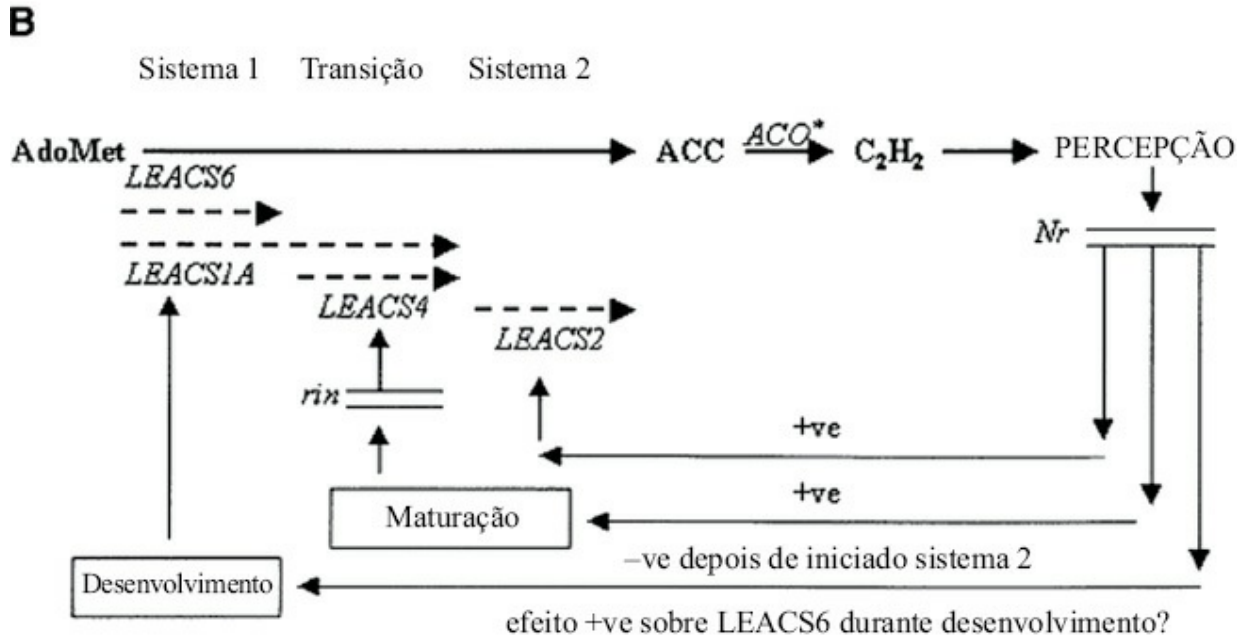 B
Sistema 1 Transição Sistema 2
AdoMet ACC ACO* C₂H₂ PERCEPÇÃO
LEACS6
Nr
LEACS1A
LEACS4
LEACS2
rin
+ve
+ve
Maturação
–ve depois de iniciado sistema 2
Desenvolvimento
efeito +ve sobre LEACS6 durante desenvolvimento?